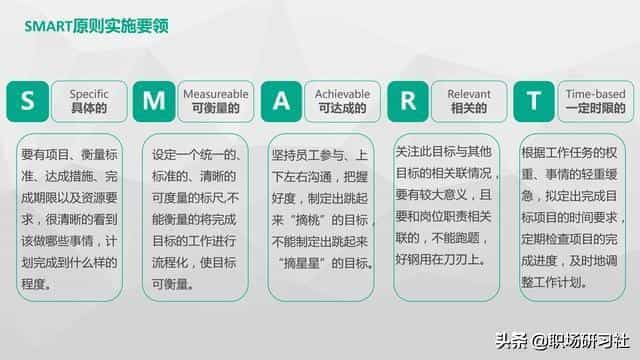 SMART原则实施要领
S
Specific
具体的
M
Measureable
可衡量的
A
Achievable
可达成的
R
Relevant
相关的
T
Time-based
一定时限的
要有项目、衡量标
准、达成措施、完成
期限以及资源要
求，很清晰的看到
该做哪些事情，计
划完成到什么样的
程度。
设定一个统一的、
标准的、清晰的
可度量的标尺,不
能衡量的将完成
目标的工作进行
流程化，使目标
可衡量。
坚持员工参与、上
下左右沟通，把握
好度，制定出跳起
来“摘桃”的目标，
不能制定出跳起来
“摘星星”的目标。
关注此目标与其他
目标的相关联情况，
要有较大意义，且
要和岗位职责相关
联的，不能跑题，
好钢用在刀刃上。
根据工作任务的权
重、事情的轻重缓
急，拟定出完成目
标项目的时间要求，
定期检查项目的完
成进度，及时地调
整工作计划。
头条 @职场研习社